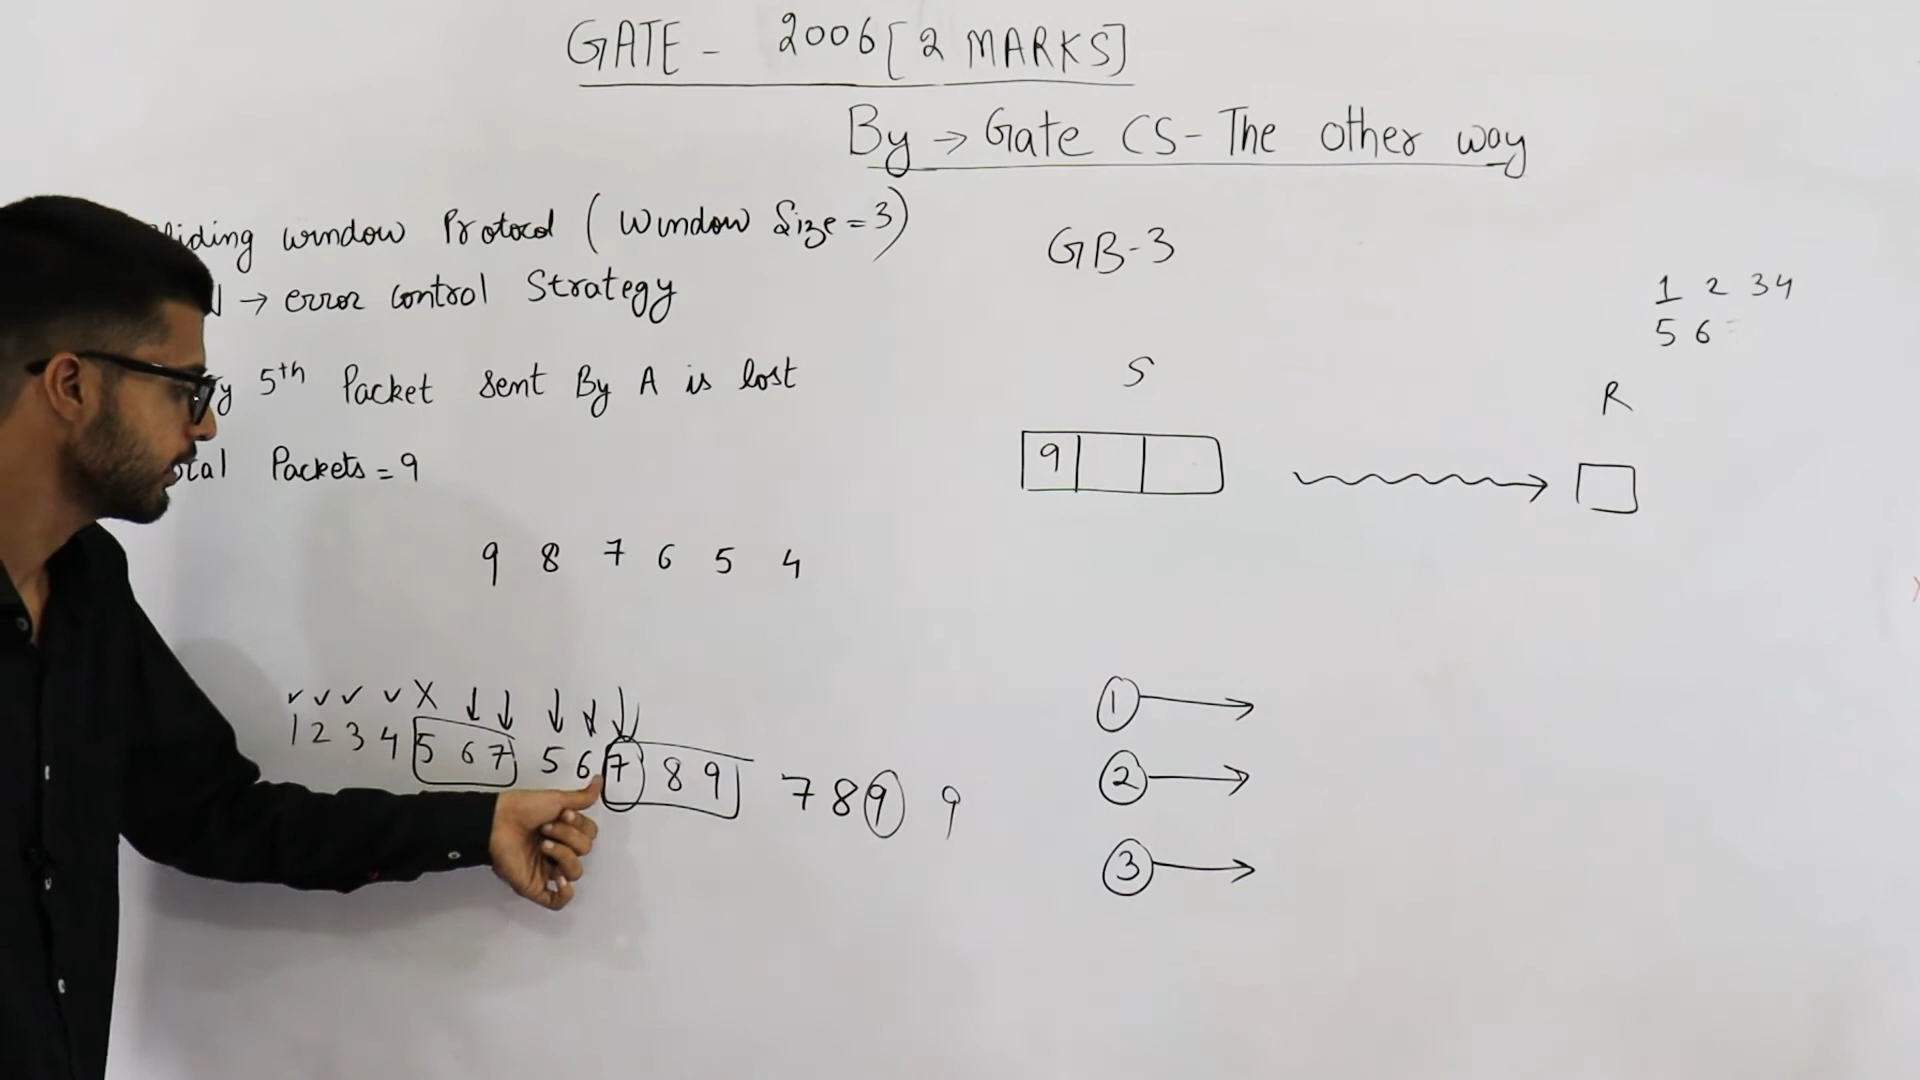 GATE - 2006 [2 MARKS]
By → Gate CS - The other way
liding window Protocol (Window Size = 3)
→ error control Strategy
y 5th Packet sent By A is lost
tal Packets = 9
GB-3
1 2 3 4
5 6
S
R
9
9 8 7 6 5 4
1 2 3 4 5 6 7 5 6 7 8 9 7 8 9 9
1
2
3